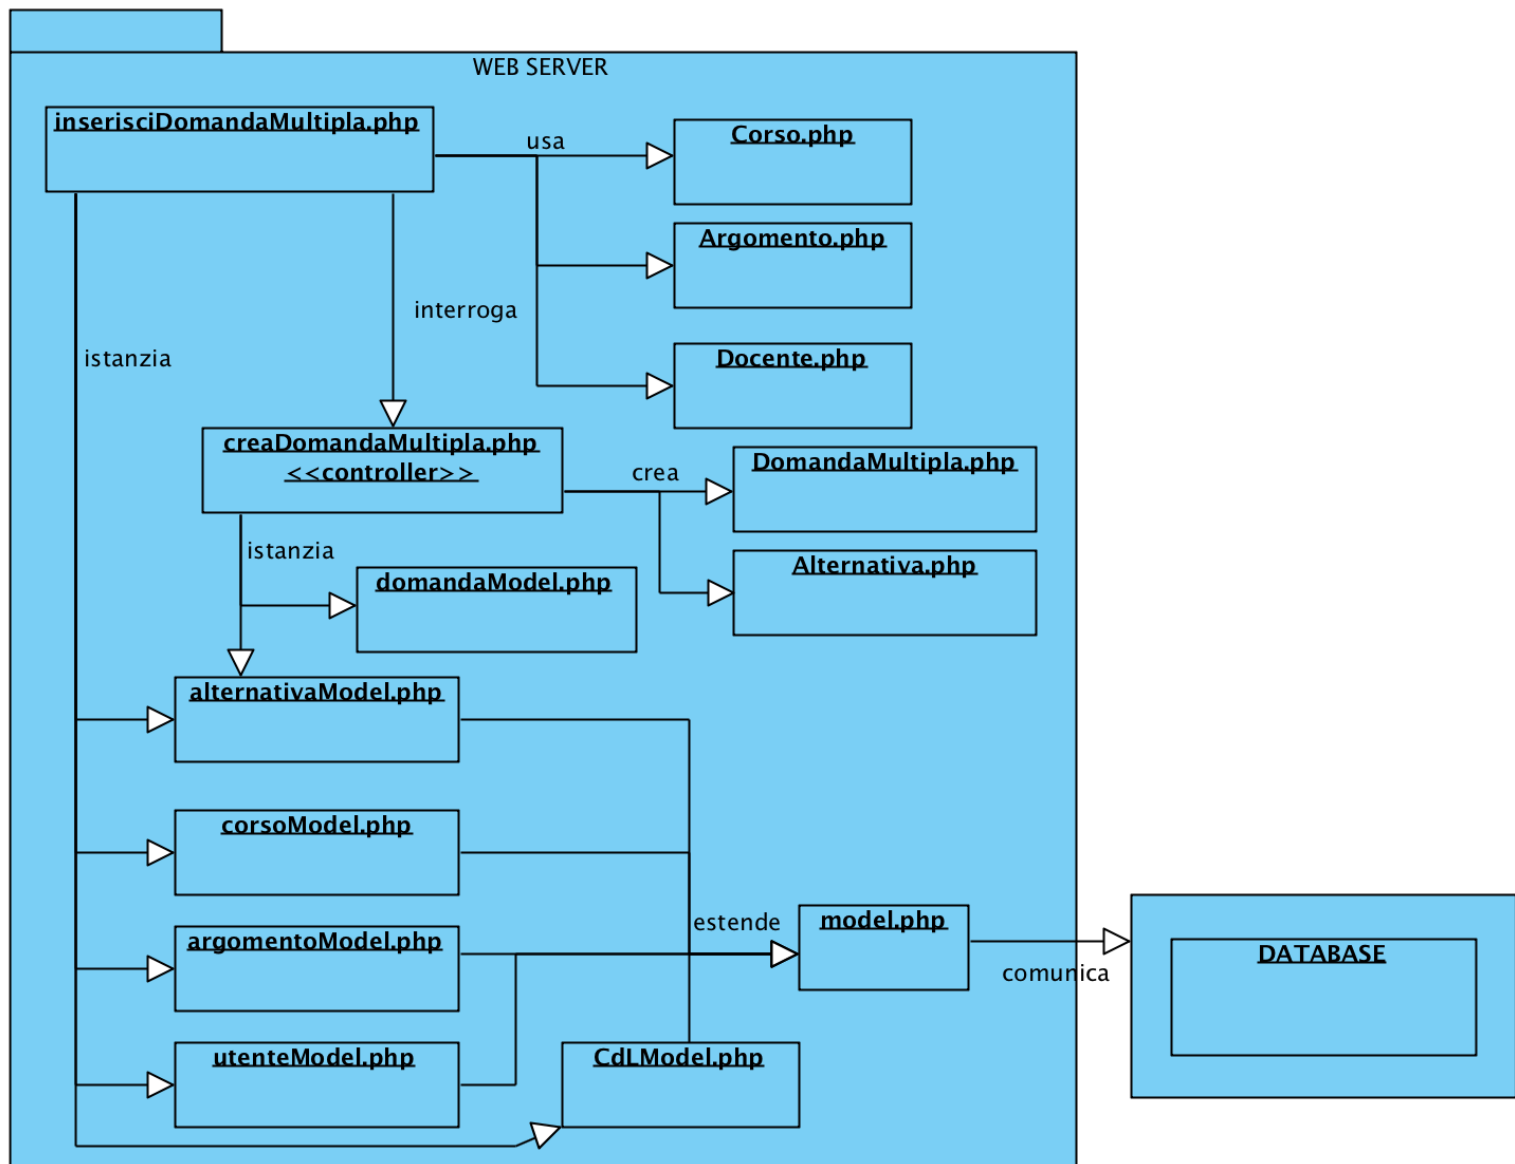 WEB SERVER
inserisciDomandaMultipla.php
usa
Corso.php
Argomento.php
interroga
istanzia
Docente.php
creaDomandaMultipla.php
<<controller>>
crea
DomandaMultipla.php
istanzia
Alternativa.php
domandaModel.php
alternativaModel.php
corsoModel.php
argomentoModel.php
estende
model.php
comunica
DATABASE
utenteModel.php
CdLModel.php